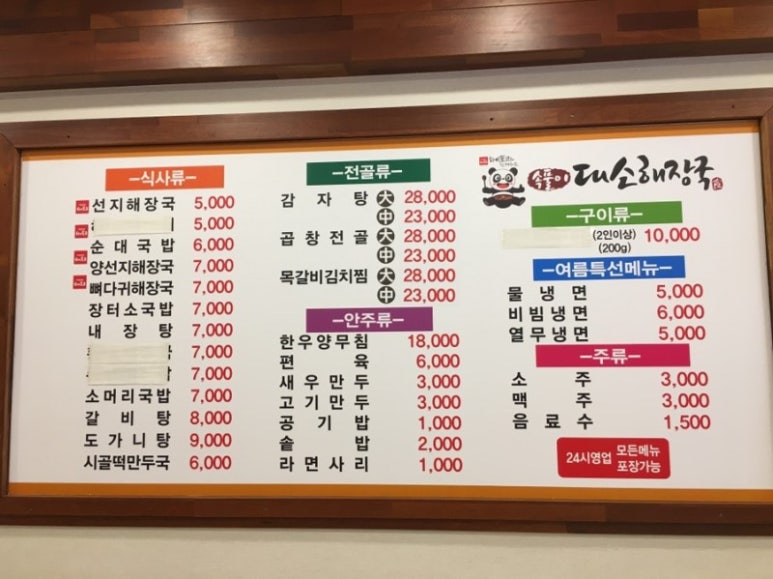 -식사류-
선지해장국 5,000
5,000
순대국밥 6,000
양선지해장국 7,000
뼈다귀해장국 7,000
장터소국밥 7,000
내장탕 7,000
7,000
7,000
소머리국밥 7,000
갈비탕 8,000
도가니탕 9,000
시골떡만두국 6,000
-전골류-
감자탕 大 28,000
中 23,000
곱창전골 大 28,000
中 23,000
목갈비김치찜 大 28,000
中 23,000
-안주류-
한우양무침 18,000
편육 6,000
새우만두 3,000
고기만두 3,000
공기밥 1,000
솥밥 2,000
라면사리 1,000
속풀이 대선해장국
-구이류-
(2인이상) 10,000
(200g)
-여름특선메뉴-
물냉면 5,000
비빔냉면 6,000
열무냉면 5,000
-주류-
소주 3,000
맥주 3,000
음료수 1,500
24시영업 모든메뉴
포장가능